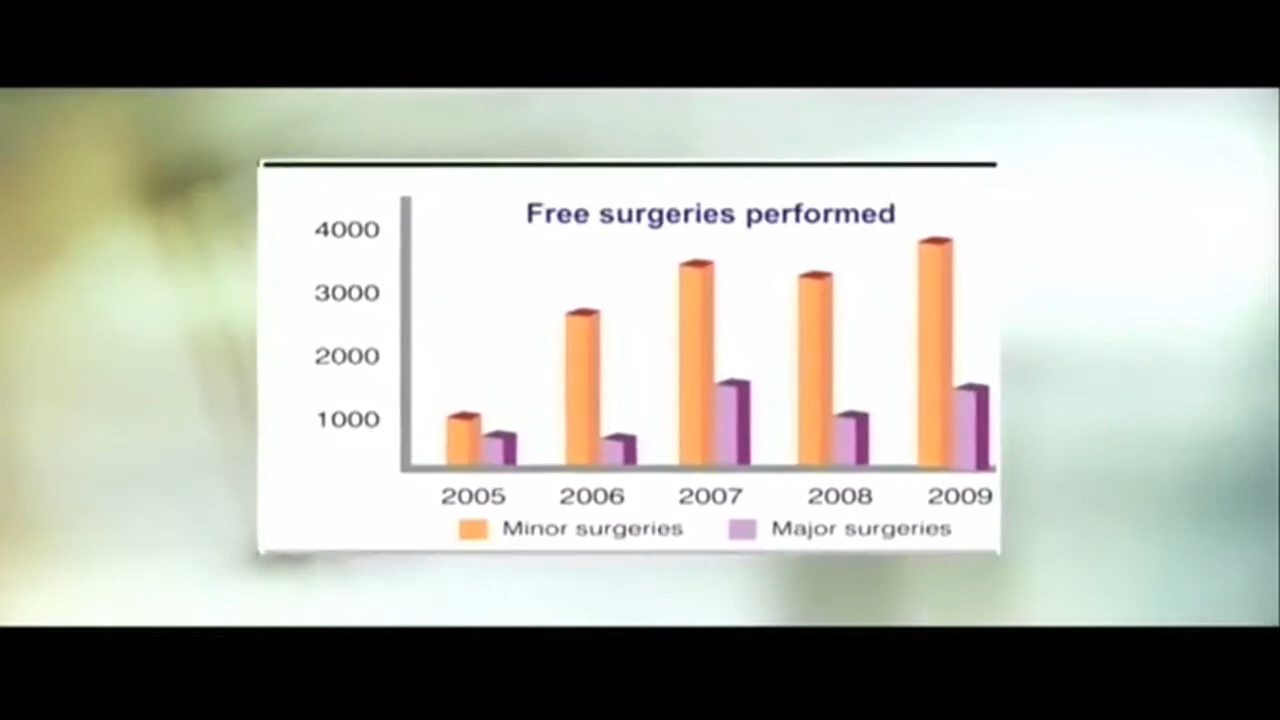 Free surgeries performed
4000
3000
2000
1000
2005 2006 2007 2008 2009
Minor surgeries Major surgeries